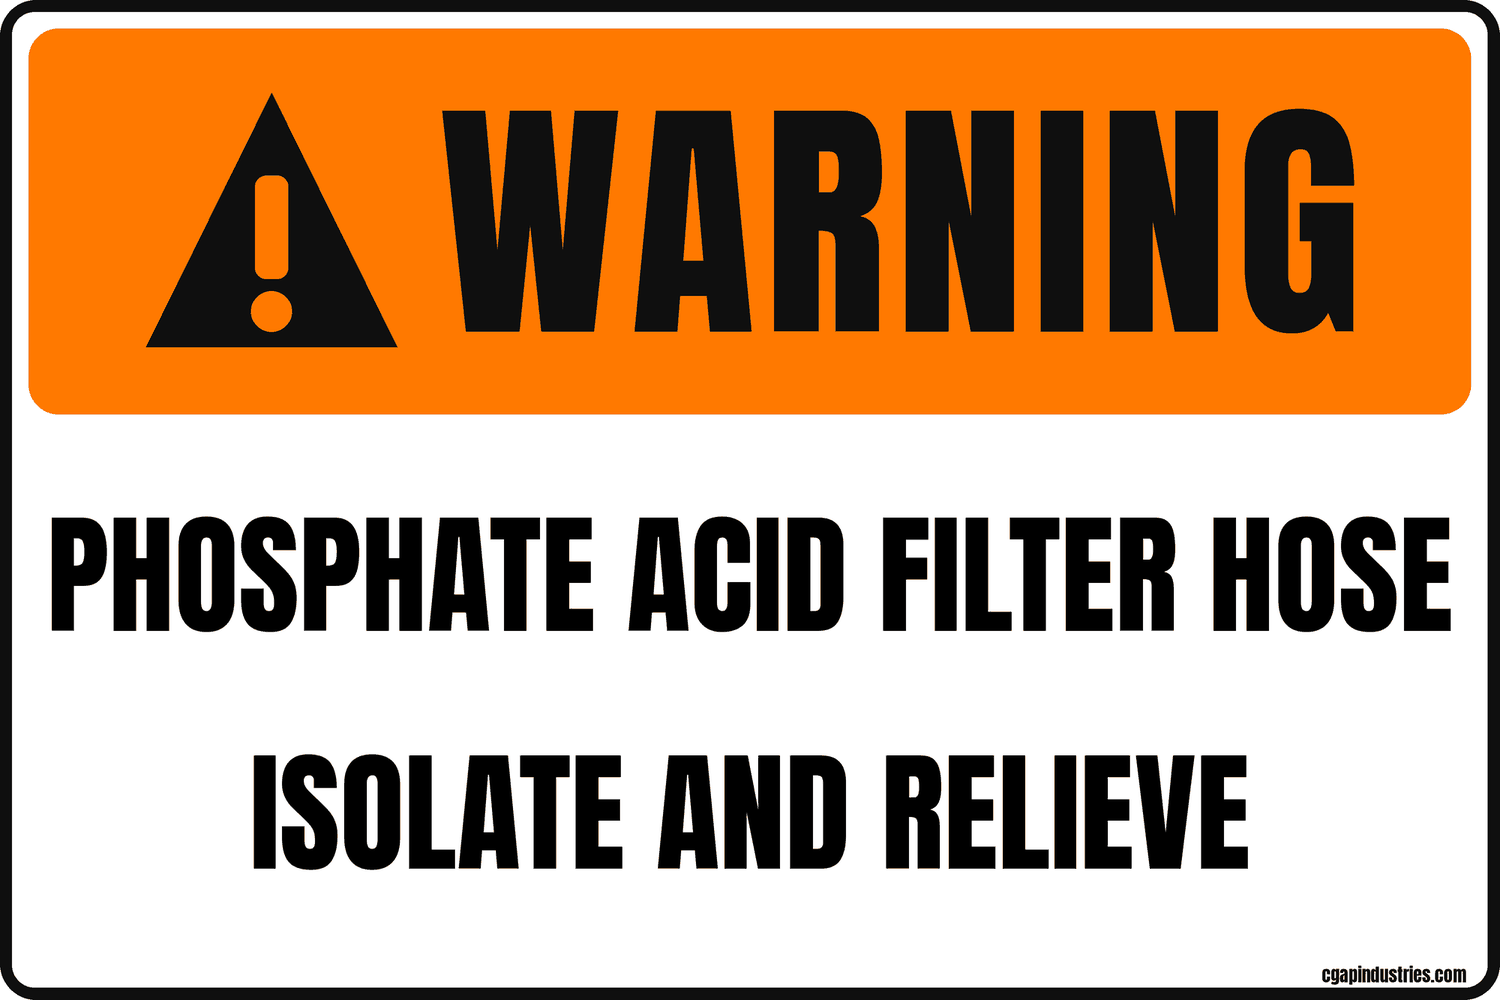 WARNING
PHOSPHATE ACID FILTER HOSE
ISOLATE AND RELIEVE
cgapindustries.com